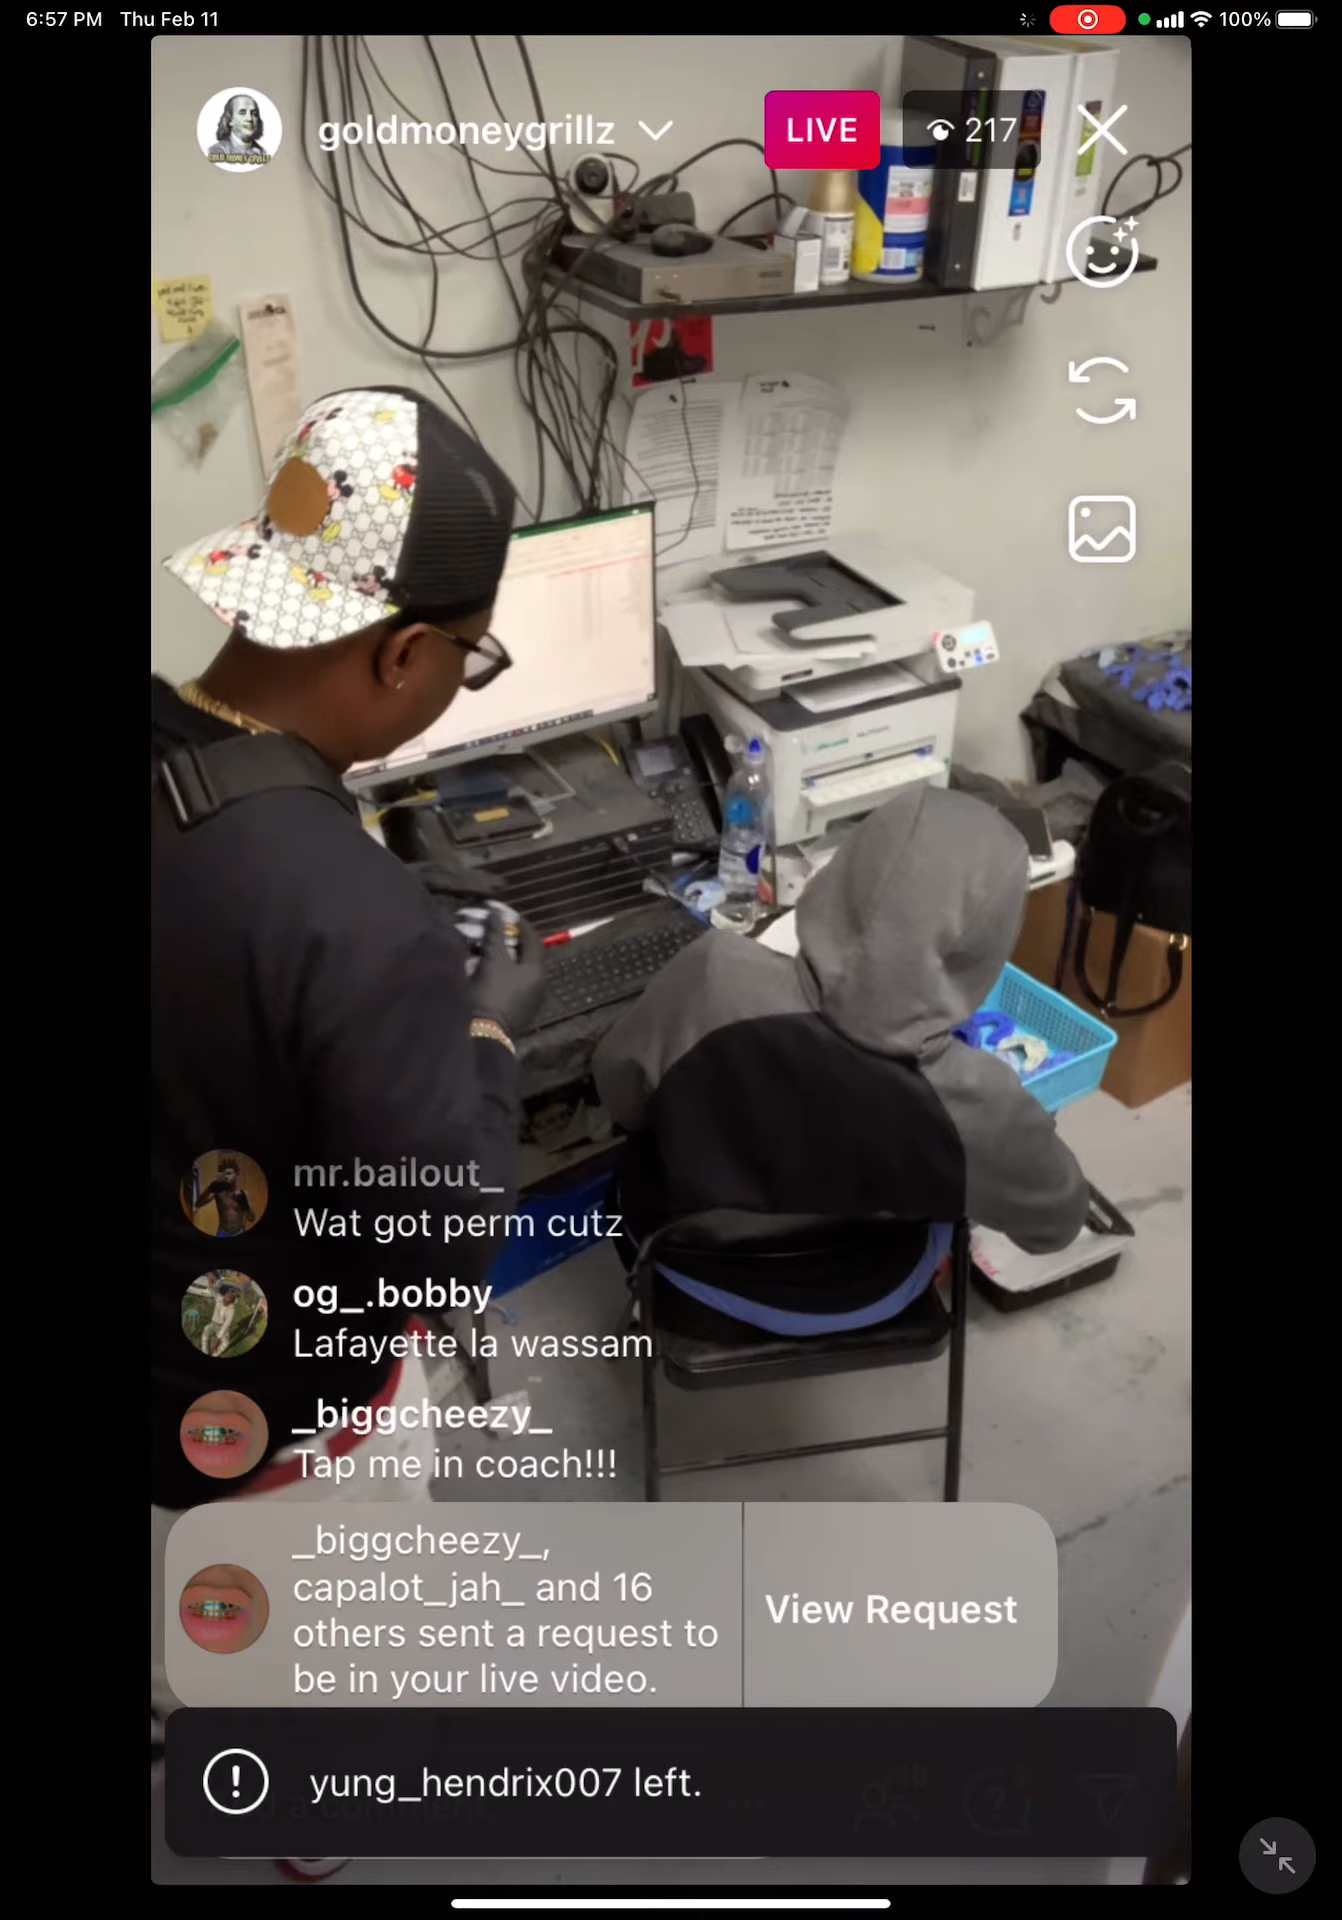 6:57 PM Thu Feb 11
100%
goldmoneygrillz
LIVE
217
mr.bailout_
Wat got perm cutz
og_.bobby
Lafayette la wassam
_biggcheezy_
Tap me in coach!!!
_biggcheezy_,
capalot_jah_ and 16
others sent a request to
be in your live video.
View Request
yung_hendrix007 left.